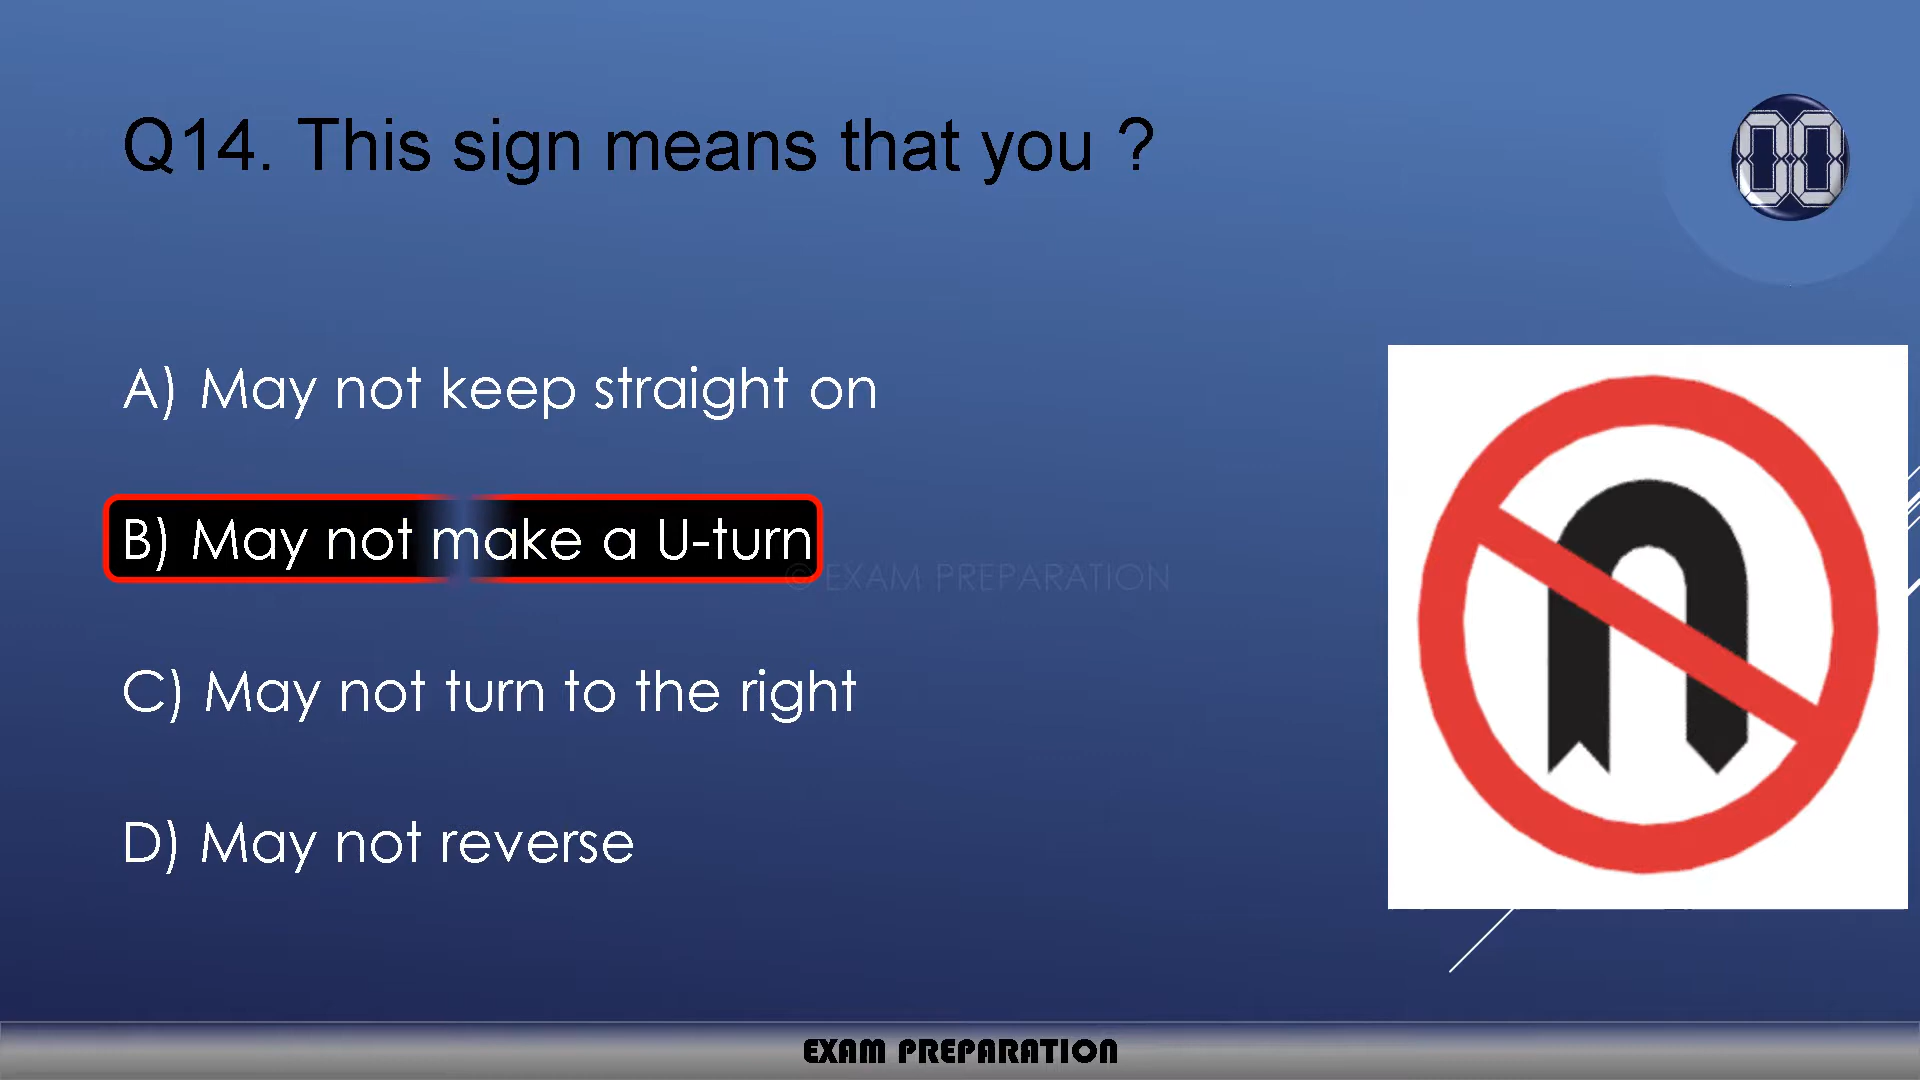 Q14. This sign means that you ?
00
A) May not keep straight on
B) May not make a U-turn
© EXAM PREPARATION
C) May not turn to the right
D) May not reverse
EXAM PREPARATION